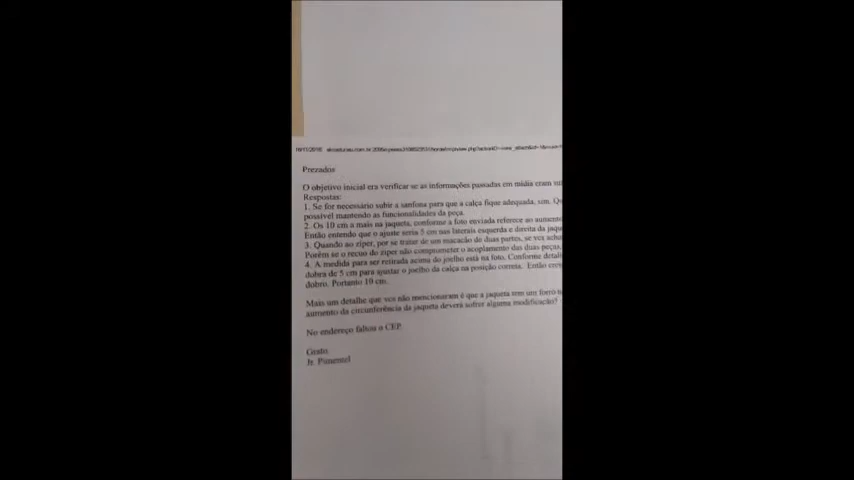 Prezados
O objetivo inicial era verificar se as informações passadas em mídia eram
Respostas:
1. Se for necessário subir a sanfona para que a calça fique adequada, sim.
possível mantendo as funcionalidades da peça.
2. Os 10 cm a mais na jaqueta, conforme a foto enviada referece ao aumento
Então entendo que o ajuste seria 5 cm nas laterais esquerda e direita da
3. Quando ao zíper, por se tratar de um macacão de duas partes, se vcs
Porém se o recuo do zíper não comprometer o acoplamento das duas peças,
4. A medida para ser retirada acima do joelho está na foto. Conforme
dobra de 5 cm para ajustar o joelho da calça na posição correta. Então
dobro. Portanto 10 cm.
Mais um detalhe que vcs não mencionaram é que a jaqueta tem um forro
aumento da circunferência da jaqueta deverá sofrer alguma modificação?
No endereço faltou o CEP.
Grato
Jr. Pimentel